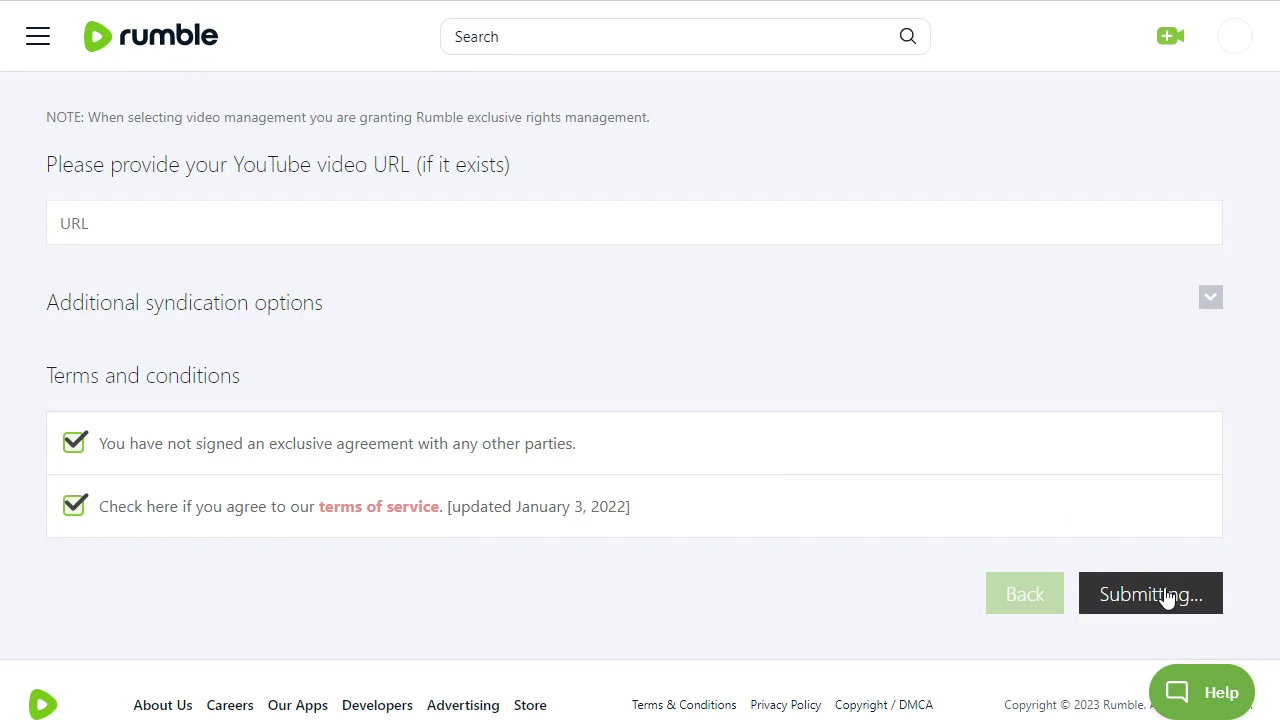 rumble
Search
NOTE: When selecting video management you are granting Rumble exclusive rights management.
Please provide your YouTube video URL (if it exists)
URL
Additional syndication options
Terms and conditions
You have not signed an exclusive agreement with any other parties.
Check here if you agree to our terms of service. [updated January 3, 2022]
Back Submitting...
About Us Careers Our Apps Developers Advertising Store Terms & Conditions Privacy Policy Copyright / DMCA Copyright © 2023 Rumble.
Help